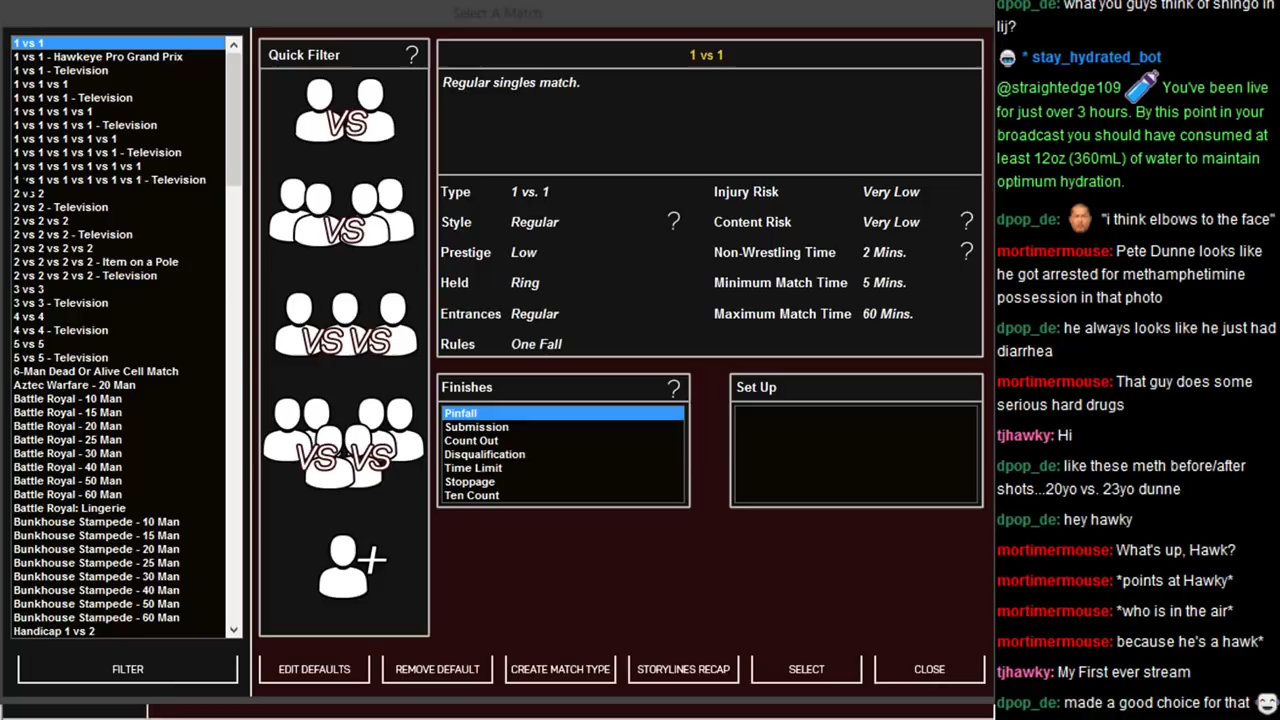 Select A Match
1 vs 1
1 vs 1 - Hawkeye Pro Grand Prix
1 vs 1 - Television
1 vs 1 vs 1
1 vs 1 vs 1 - Television
1 vs 1 vs 1 vs 1
1 vs 1 vs 1 vs 1 - Television
1 vs 1 vs 1 vs 1 vs 1
1 vs 1 vs 1 vs 1 vs 1 - Television
1 vs 1 vs 1 vs 1 vs 1 vs 1
1 vs 1 vs 1 vs 1 vs 1 vs 1 - Television
2 vs 2
2 vs 2 - Television
2 vs 2 vs 2
2 vs 2 vs 2 - Television
2 vs 2 vs 2 vs 2
2 vs 2 vs 2 vs 2 - Item on a Pole
2 vs 2 vs 2 vs 2 - Television
3 vs 3
3 vs 3 - Television
4 vs 4
4 vs 4 - Television
5 vs 5
5 vs 5 - Television
6-Man Dead Or Alive Cell Match
Aztec Warfare - 20 Man
Battle Royal - 10 Man
Battle Royal - 15 Man
Battle Royal - 20 Man
Battle Royal - 25 Man
Battle Royal - 30 Man
Battle Royal - 40 Man
Battle Royal - 50 Man
Battle Royal - 60 Man
Battle Royal: Lingerie
Bunkhouse Stampede - 10 Man
Bunkhouse Stampede - 15 Man
Bunkhouse Stampede - 20 Man
Bunkhouse Stampede - 25 Man
Bunkhouse Stampede - 30 Man
Bunkhouse Stampede - 40 Man
Bunkhouse Stampede - 50 Man
Bunkhouse Stampede - 60 Man
Handicap 1 vs 2
FILTER
Quick Filter ?
VS
VS
VS VS
VS VS
+
1 vs 1
Regular singles match.
Type 1 vs. 1 Injury Risk Very Low
Style Regular ? Content Risk Very Low ?
Prestige Low Non-Wrestling Time 2 Mins. ?
Held Ring Minimum Match Time 5 Mins.
Entrances Regular Maximum Match Time 60 Mins.
Rules One Fall
Finishes ?
Pinfall
Submission
Count Out
Disqualification
Time Limit
Stoppage
Ten Count
Set Up
EDIT DEFAULTS REMOVE DEFAULT CREATE MATCH TYPE STORYLINES RECAP SELECT CLOSE
dpop_de: what you guys think of shingo in
lij?
* stay_hydrated_bot
@straightedge109 You've been live
for just over 3 hours. By this point in your
broadcast you should have consumed at
least 12oz (360mL) of water to maintain
optimum hydration.
dpop_de: "i think elbows to the face"
mortimermouse: Pete Dunne looks like
he got arrested for methamphetimine
possession in that photo
dpop_de: he always looks like he just had
diarrhea
mortimermouse: That guy does some
serious hard drugs
tjhawky: Hi
dpop_de: like these meth before/after
shots...20yo vs. 23yo dunne
dpop_de: hey hawky
mortimermouse: What's up, Hawk?
mortimermouse: *points at Hawky*
mortimermouse: *who is in the air*
mortimermouse: because he's a hawk*
tjhawky: My First ever stream
dpop_de: made a good choice for that